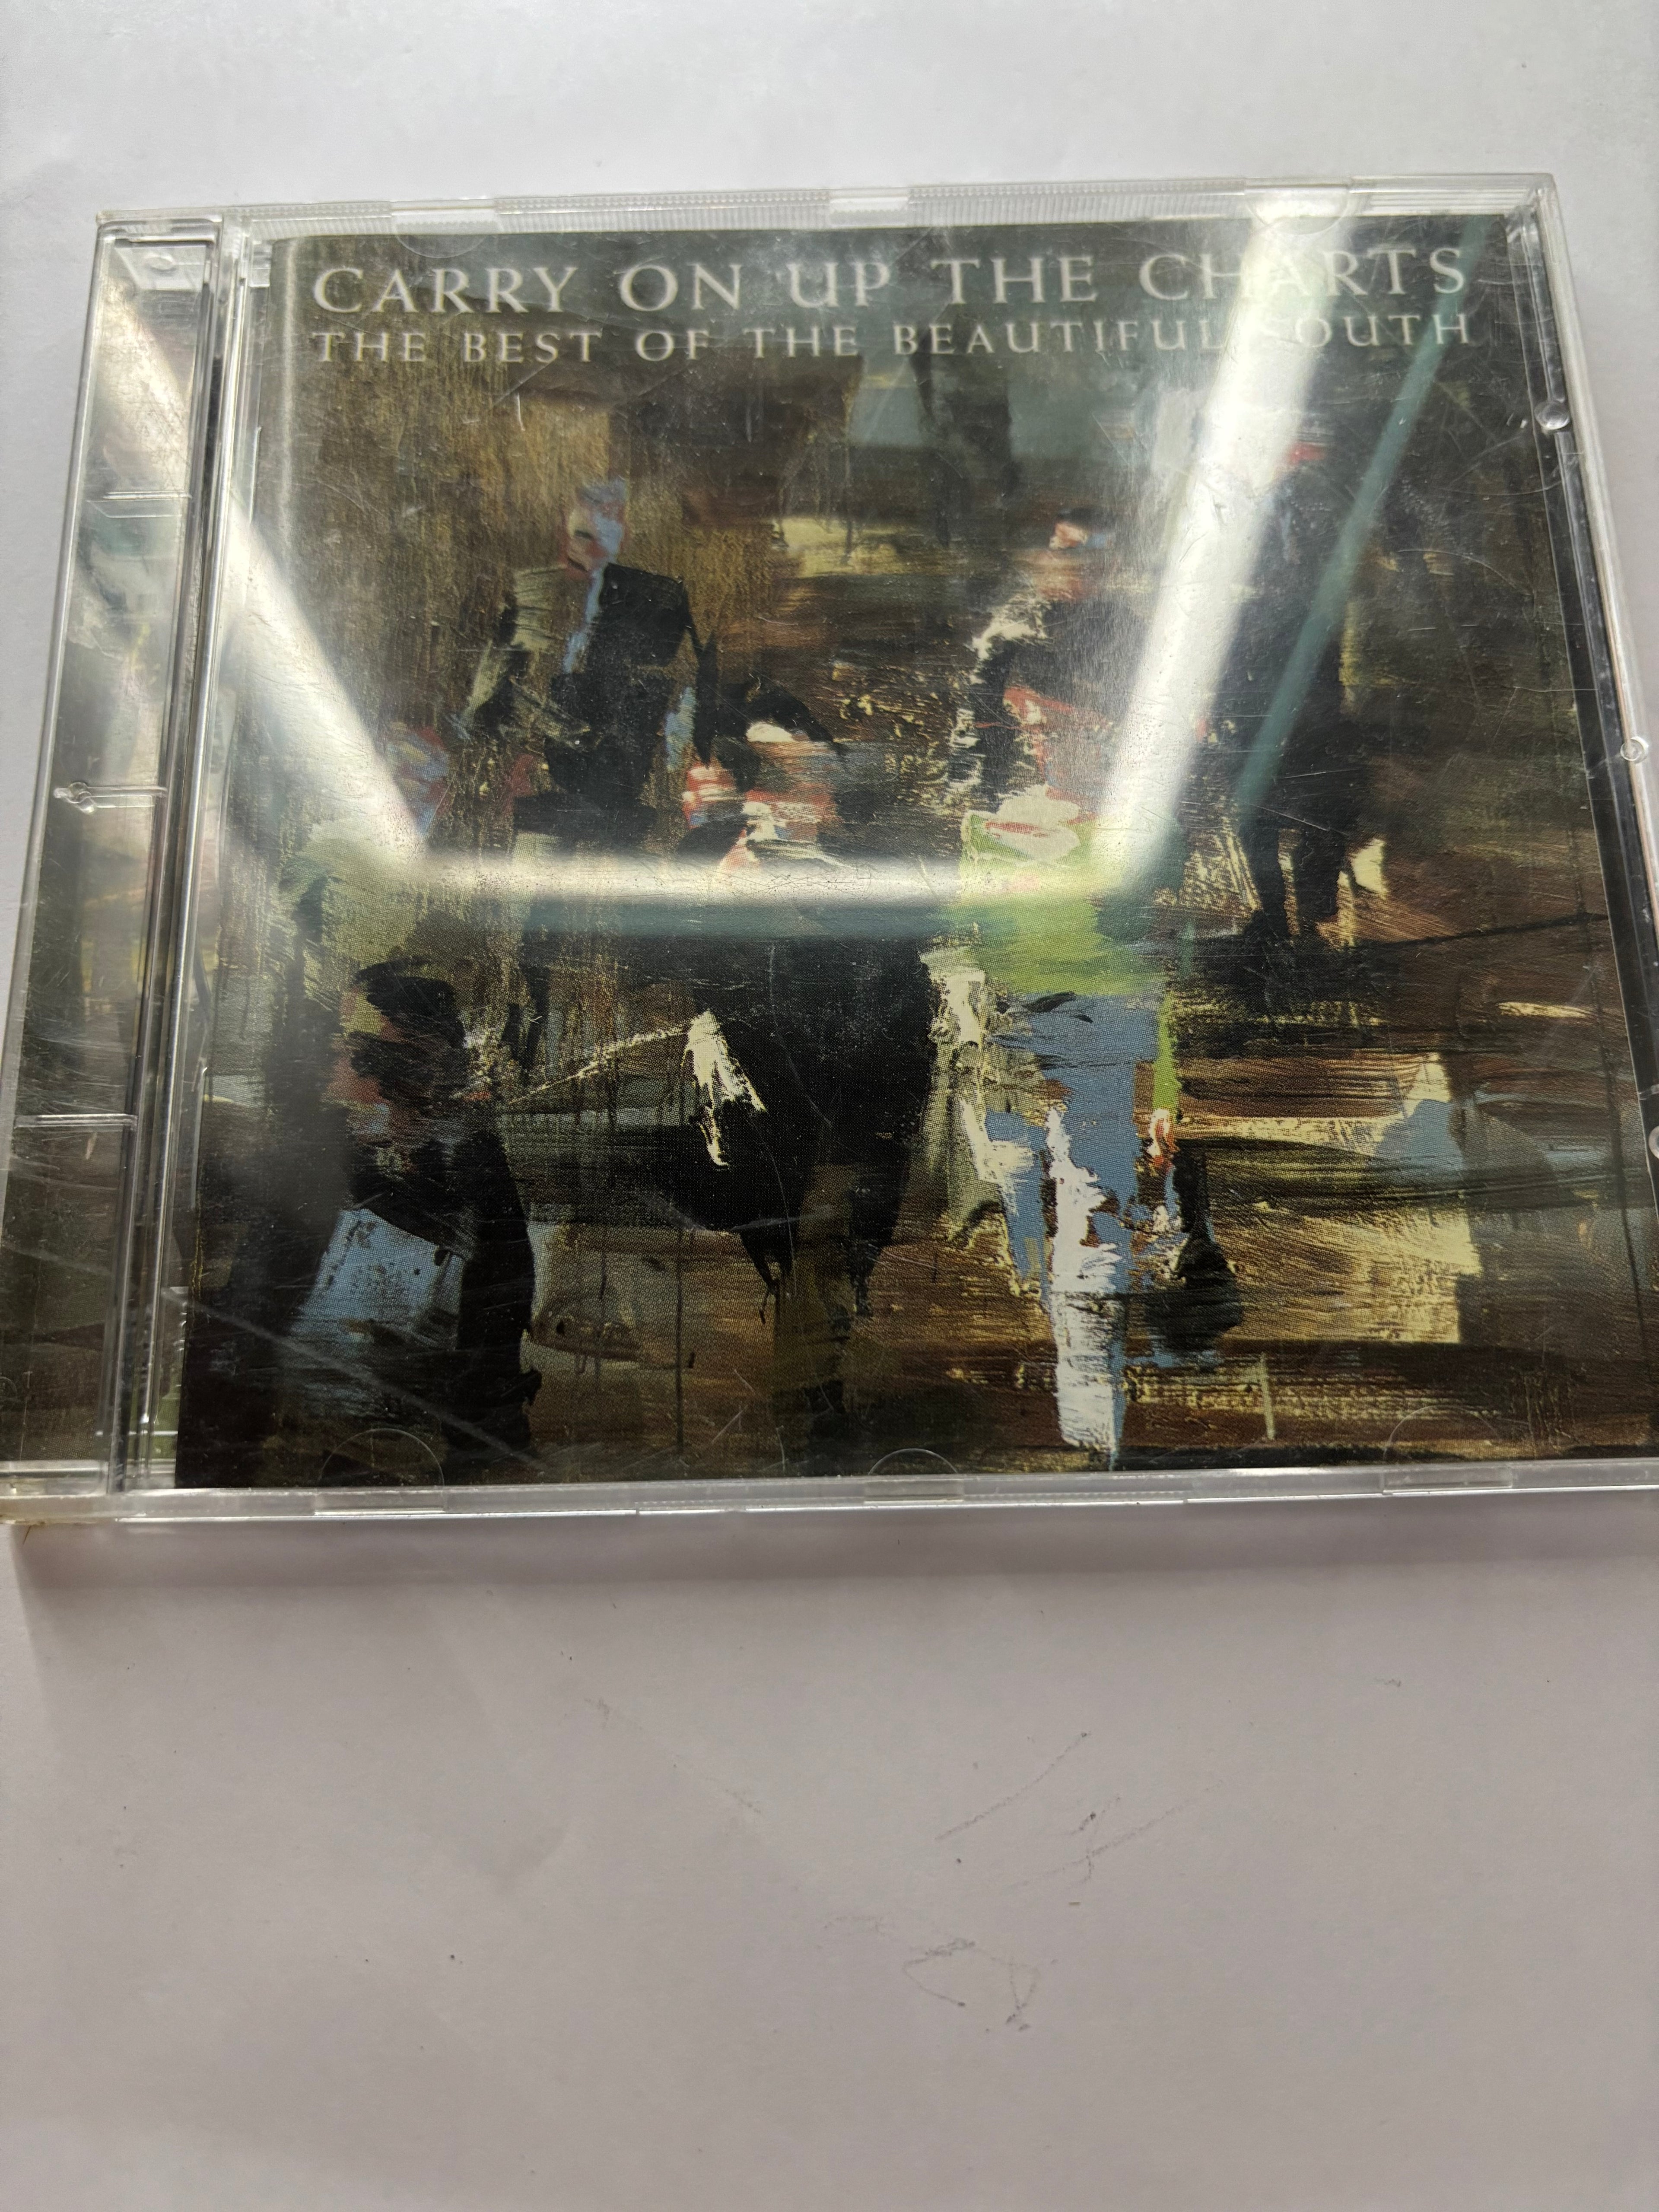 CARRY ON UP THE CHARTS
THE BEST OF THE BEAUTIFUL SOUTH